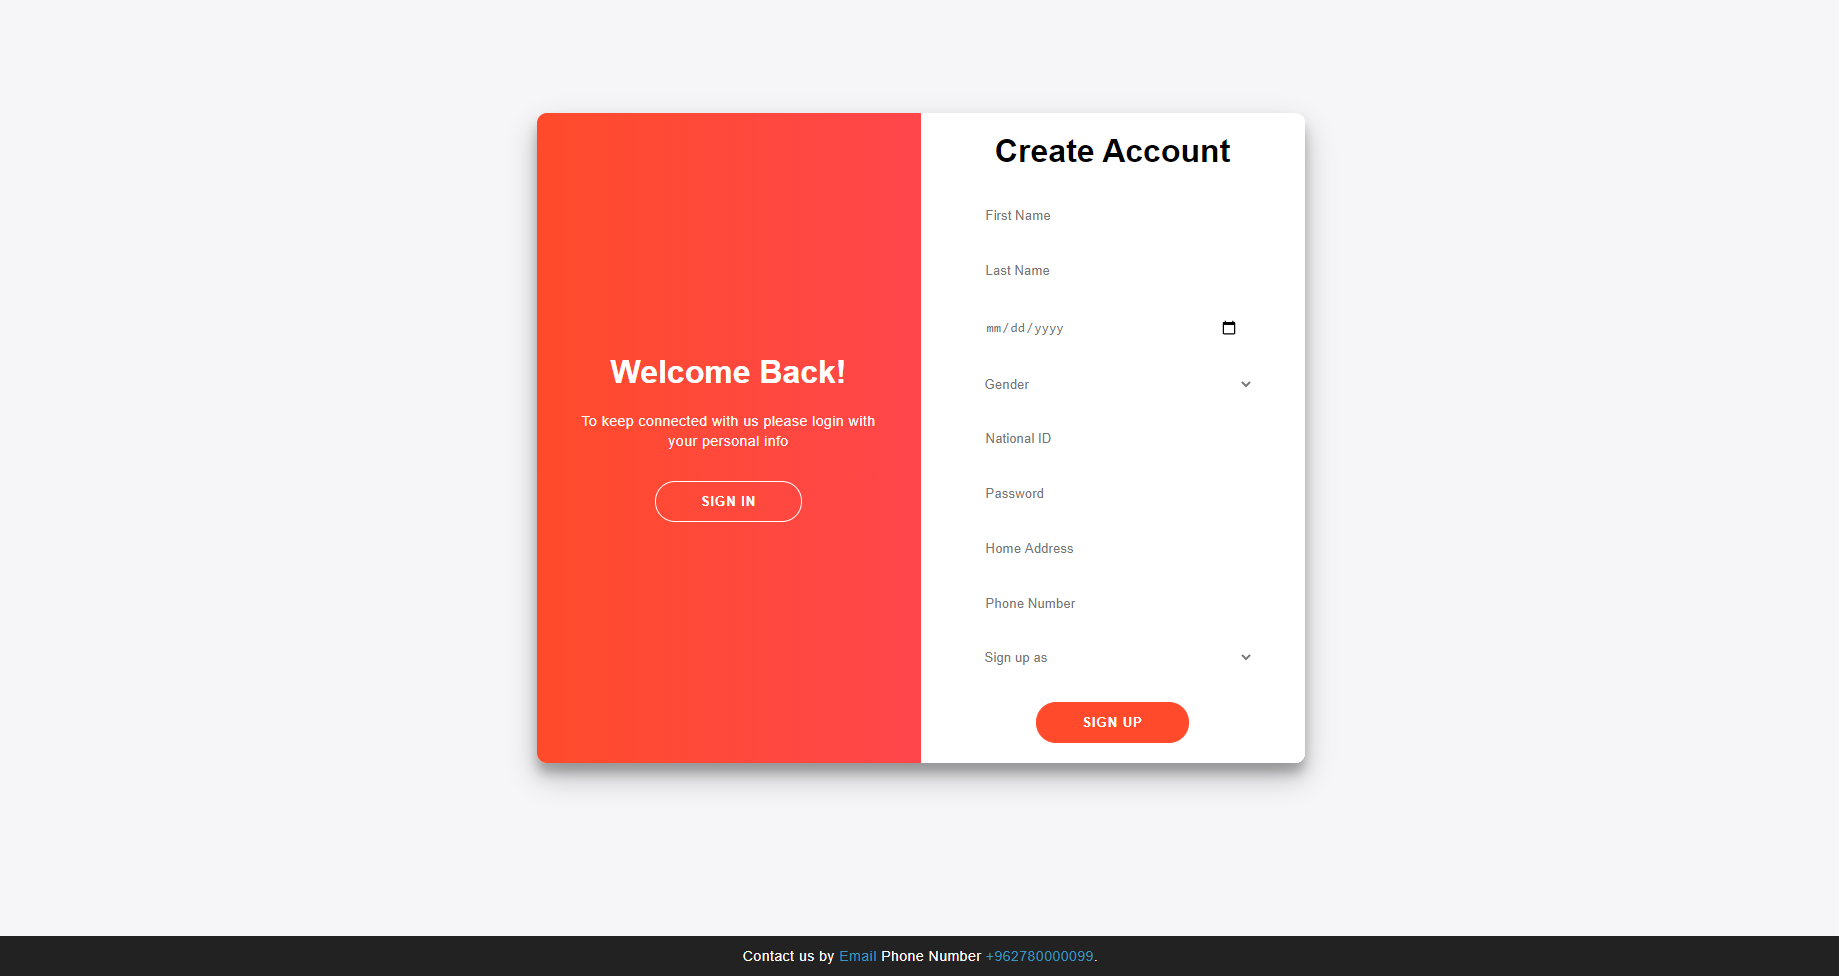 Welcome Back!
To keep connected with us please login with
your personal info
SIGN IN
Create Account
First Name
Last Name
mm/dd/yyyy
Gender
National ID
Password
Home Address
Phone Number
Sign up as
SIGN UP
Contact us by Email Phone Number +962780000099.